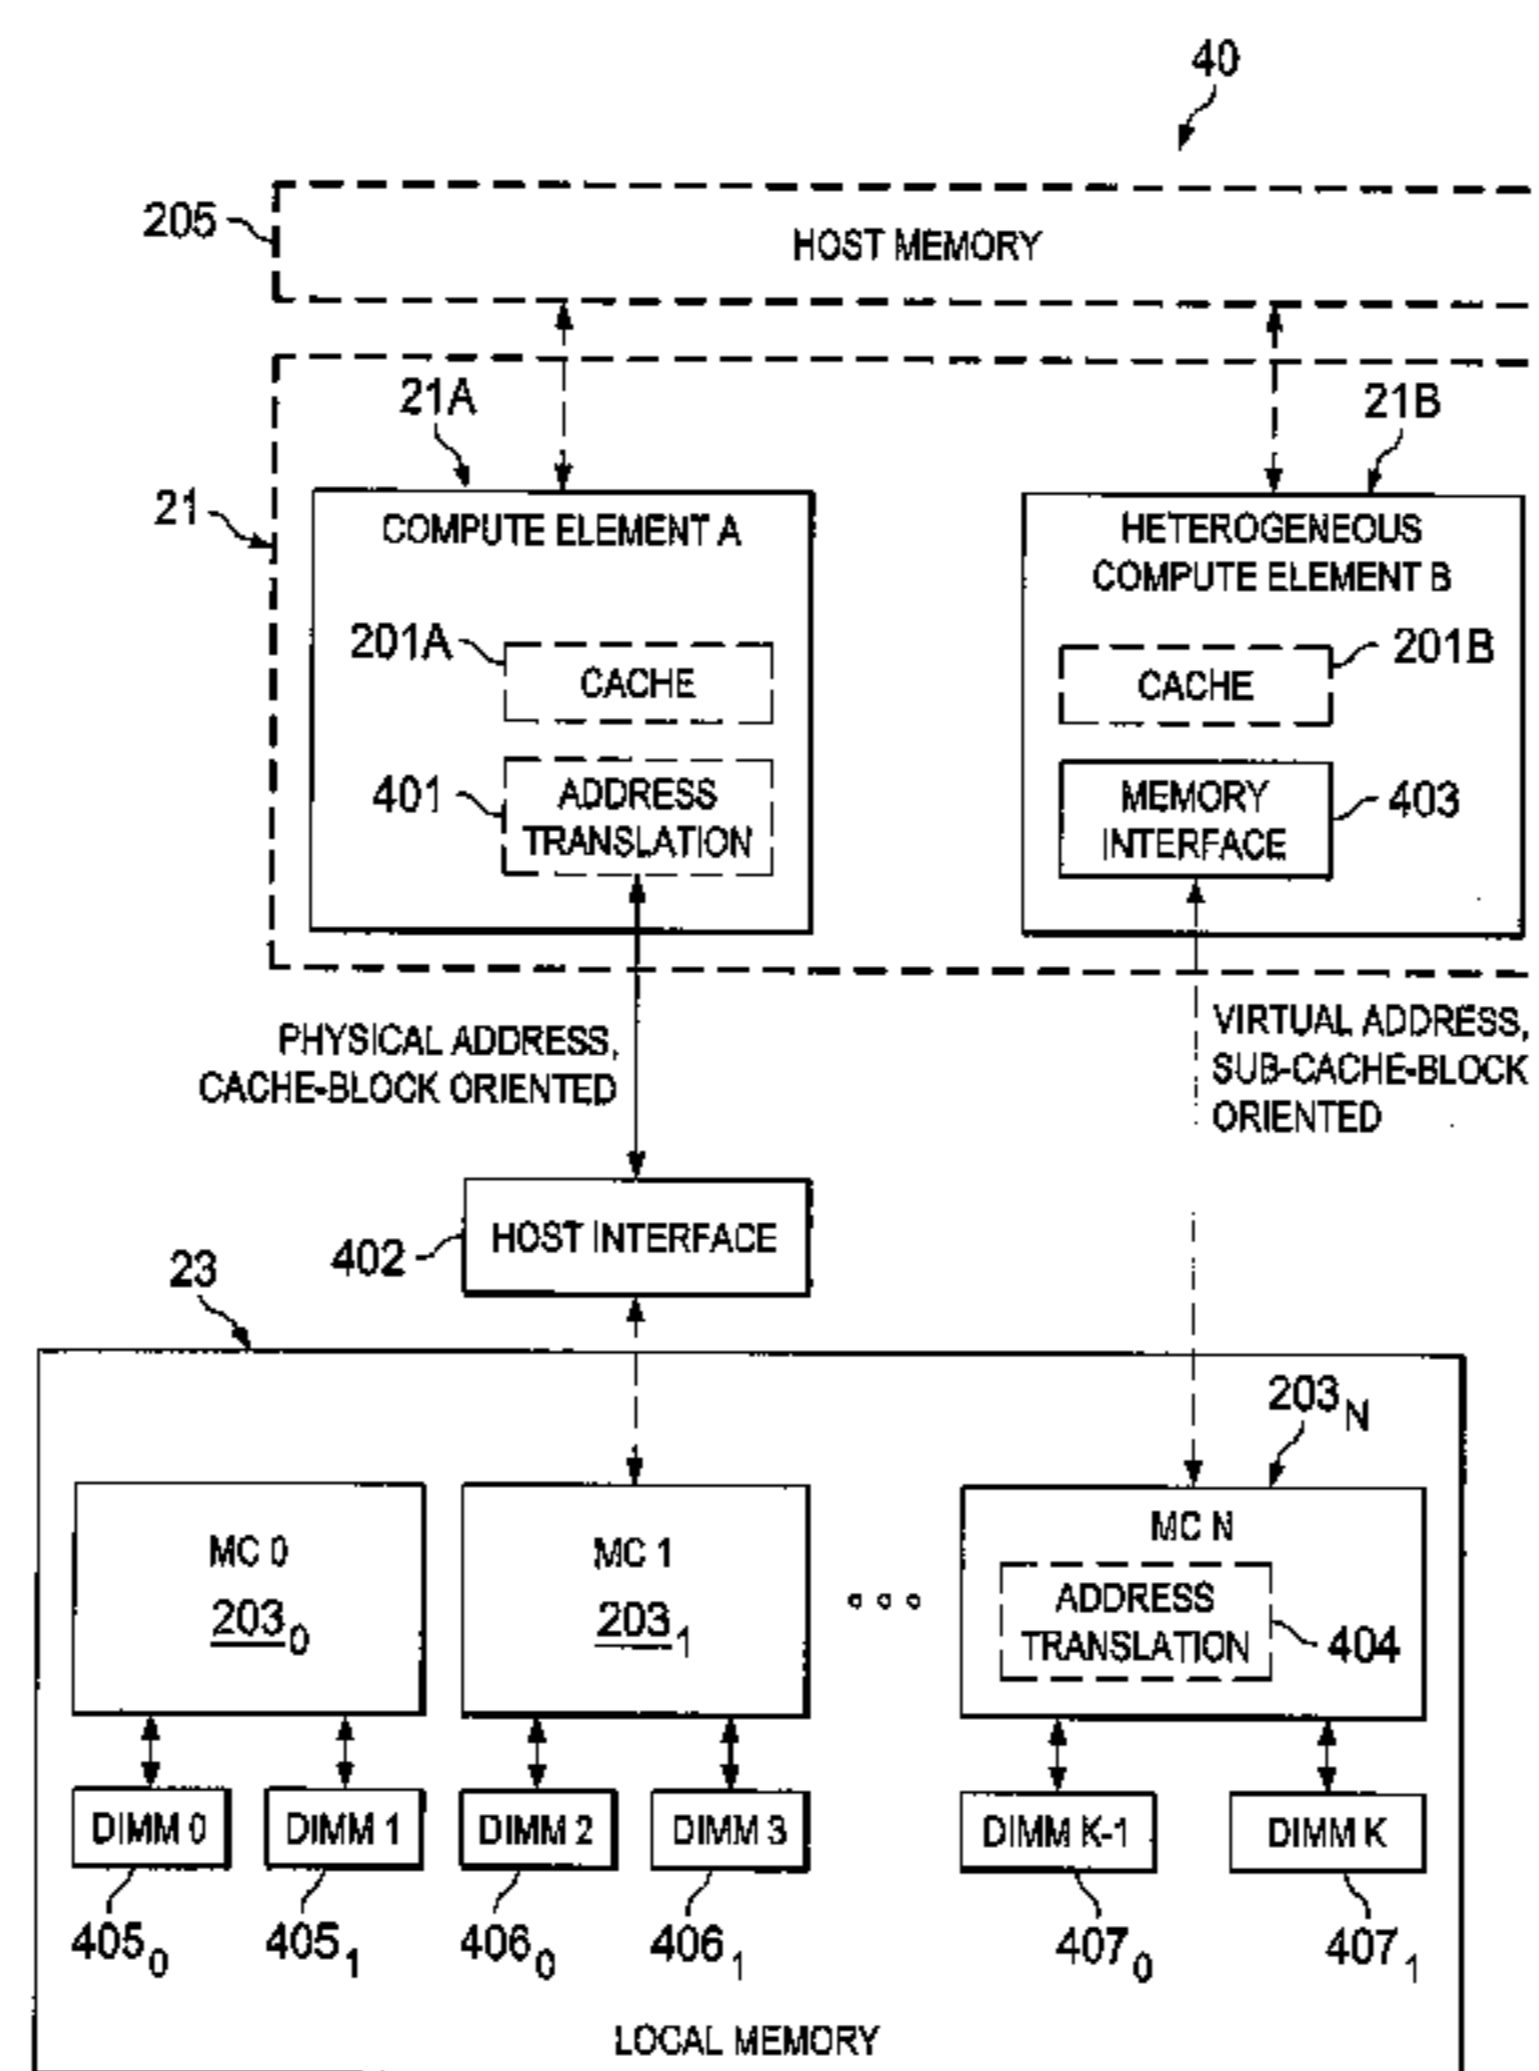 40
205
HOST MEMORY
21A
21B
21
COMPUTE ELEMENT A
HETEROGENEOUS
COMPUTE ELEMENT B
201A
CACHE
CACHE
201B
401
ADDRESS
TRANSLATION
MEMORY
INTERFACE
403
PHYSICAL ADDRESS,
CACHE-BLOCK ORIENTED
VIRTUAL ADDRESS,
SUB-CACHE-BLOCK
ORIENTED
402
HOST INTERFACE
23
203N
MC 0
2030
MC 1
2031
MC N
ADDRESS
TRANSLATION
404
DIMM 0
DIMM 1
DIMM 2
DIMM 3
DIMM K-1
DIMM K
4050
4051
4060
4061
4070
4071
LOCAL MEMORY